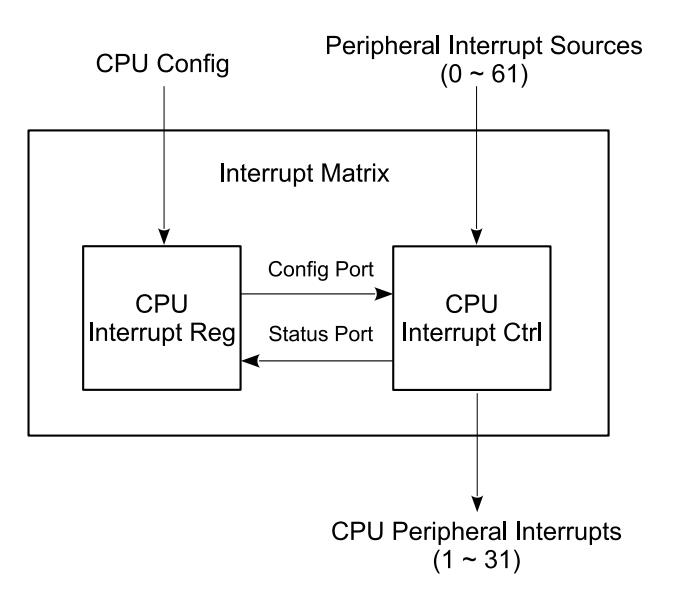 CPU Config
Peripheral Interrupt Sources
(0 ~ 61)
Interrupt Matrix
CPU
Interrupt Reg
Config Port
Status Port
CPU
Interrupt Ctrl
CPU Peripheral Interrupts
(1 ~ 31)